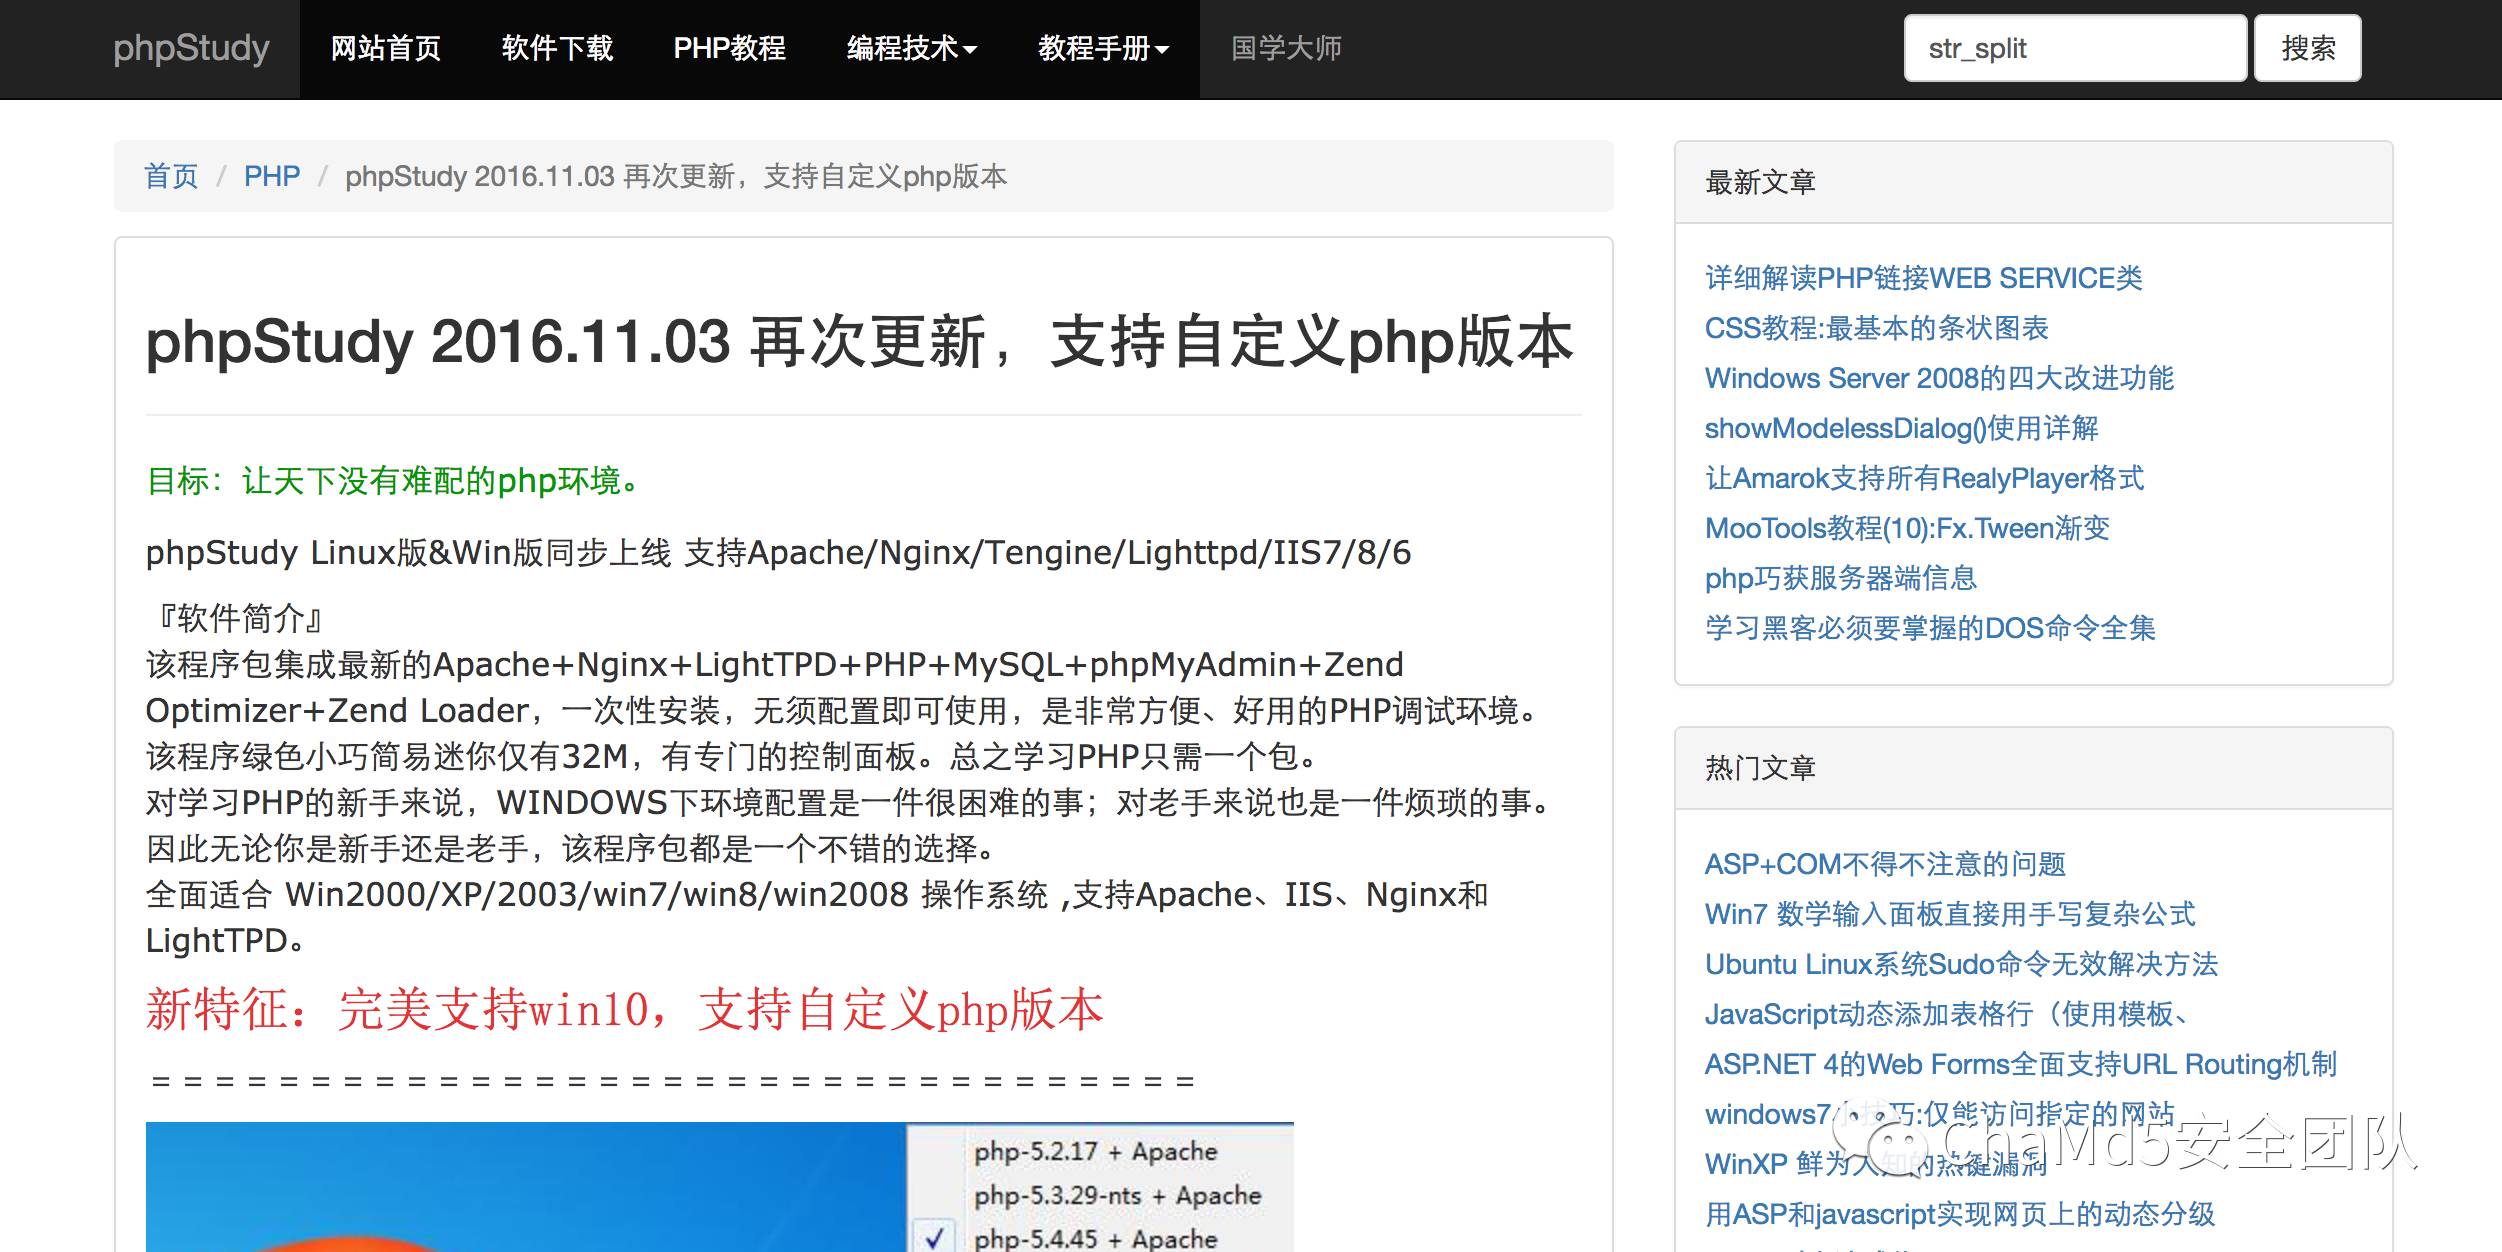 phpStudy 网站首页 软件下载 PHP教程 编程技术 教程手册 国学大师 str_split 搜索
首页 / PHP / phpStudy 2016.11.03 再次更新，支持自定义php版本
phpStudy 2016.11.03 再次更新，支持自定义php版本
目标：让天下没有难配的php环境。
phpStudy Linux版&Win版同步上线 支持Apache/Nginx/Tengine/Lighttpd/IIS7/8/6
『软件简介』
该程序包集成最新的Apache+Nginx+LightTPD+PHP+MySQL+phpMyAdmin+Zend
Optimizer+Zend Loader，一次性安装，无须配置即可使用，是非常方便、好用的PHP调试环境。
该程序绿色小巧简易迷你仅有32M，有专门的控制面板。总之学习PHP只需一个包。
对学习PHP的新手来说，WINDOWS下环境配置是一件很困难的事；对老手来说也是一件烦琐的事。
因此无论你是新手还是老手，该程序包都是一个不错的选择。
全面适合 Win2000/XP/2003/win7/win8/win2008 操作系统 ,支持Apache、IIS、Nginx和
LightTPD。
新特征：完美支持win10，支持自定义php版本
= = = = = = = = = = = = = = = = = = = = = = = = = = = = = = = = =
php-5.2.17 + Apache
php-5.3.29-nts + Apache
php-5.4.45 + Apache
最新文章
详细解读PHP链接WEB SERVICE类
CSS教程:最基本的条状图表
Windows Server 2008的四大改进功能
showModelessDialog()使用详解
让Amarok支持所有RealyPlayer格式
MooTools教程(10):Fx.Tween渐变
php巧获服务器端信息
学习黑客必须要掌握的DOS命令全集
热门文章
ASP+COM不得不注意的问题
Win7 数学输入面板直接用手写复杂公式
Ubuntu Linux系统Sudo命令无效解决方法
JavaScript动态添加表格行（使用模板、
ASP.NET 4的Web Forms全面支持URL Routing机制
windows7小技巧:仅能访问指定的网站
WinXP 鲜为人知的热键漏洞
用ASP和javascript实现网页上的动态分级
ChaMd5安全团队